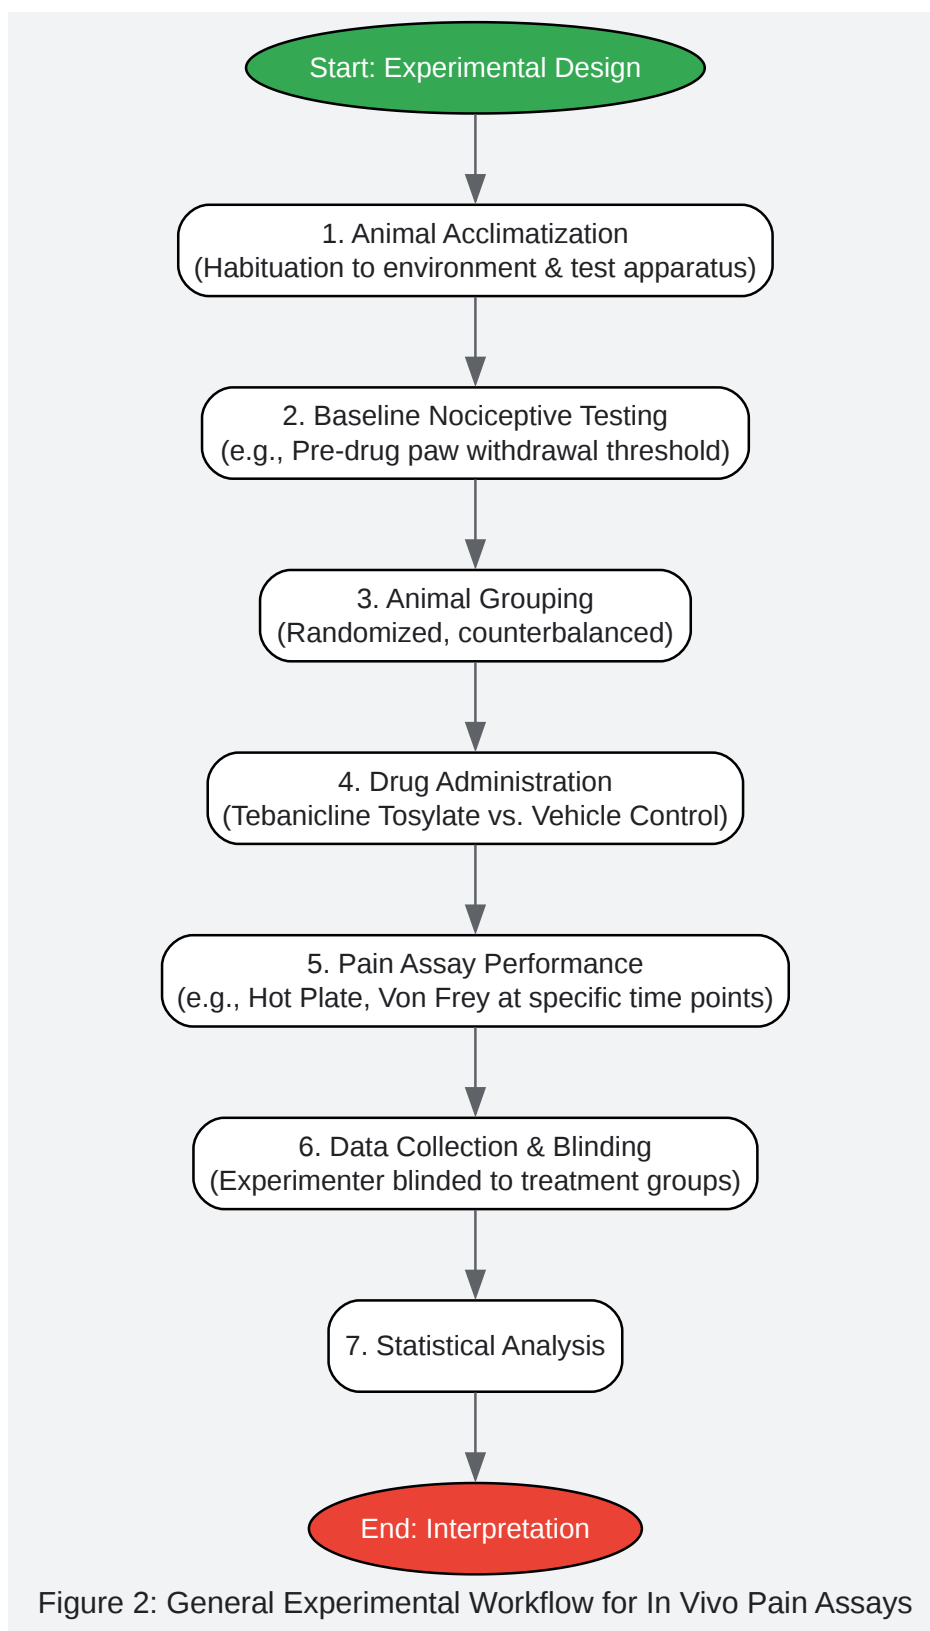 Start: Experimental Design
1. Animal Acclimatization
(Habituation to environment & test apparatus)
2. Baseline Nociceptive Testing
(e.g., Pre-drug paw withdrawal threshold)
3. Animal Grouping
(Randomized, counterbalanced)
4. Drug Administration
(Tebanicline Tosylate vs. Vehicle Control)
5. Pain Assay Performance
(e.g., Hot Plate, Von Frey at specific time points)
6. Data Collection & Blinding
(Experimenter blinded to treatment groups)
7. Statistical Analysis
End: Interpretation
Figure 2: General Experimental Workflow for In Vivo Pain Assays